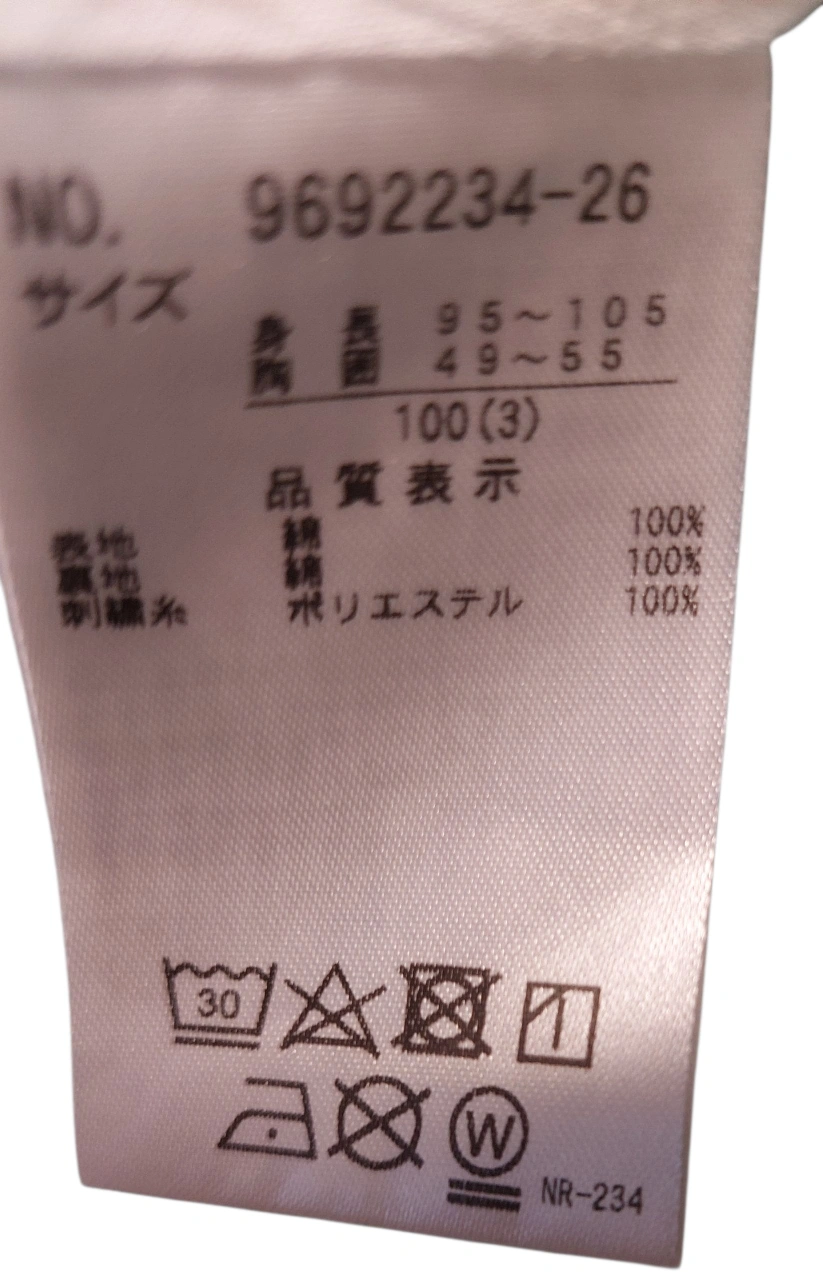 NO. 9692234-26
サイズ
身長 95～105
胸囲 49～55
100(3)
品質表示
表地 綿 100%
裏地 綿 100%
刺繍糸 ポリエステル 100%
30
W
NR-234